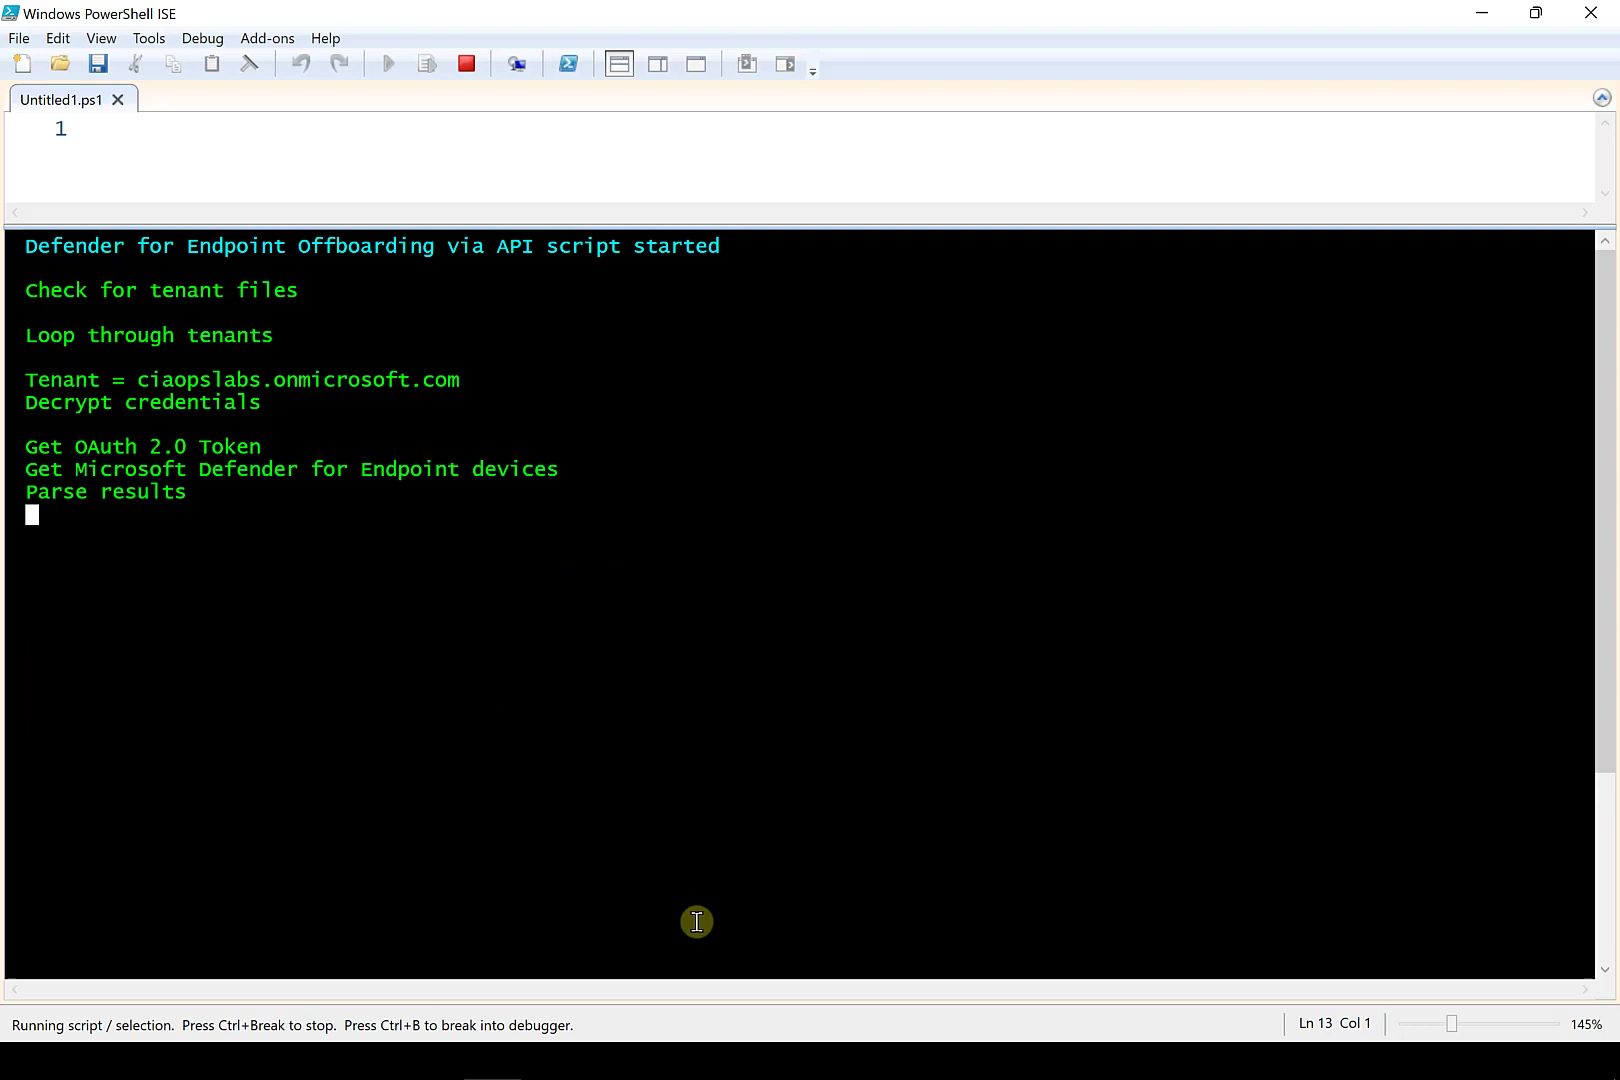 Windows PowerShell ISE
File Edit View Tools Debug Add-ons Help
Untitled1.ps1
1
Defender for Endpoint Offboarding via API script started
Check for tenant files
Loop through tenants
Tenant = ciaopslabs.onmicrosoft.com
Decrypt credentials
Get OAuth 2.0 Token
Get Microsoft Defender for Endpoint devices
Parse results
Running script / selection. Press Ctrl+Break to stop. Press Ctrl+B to break into debugger.
Ln 13 Col 1
145%